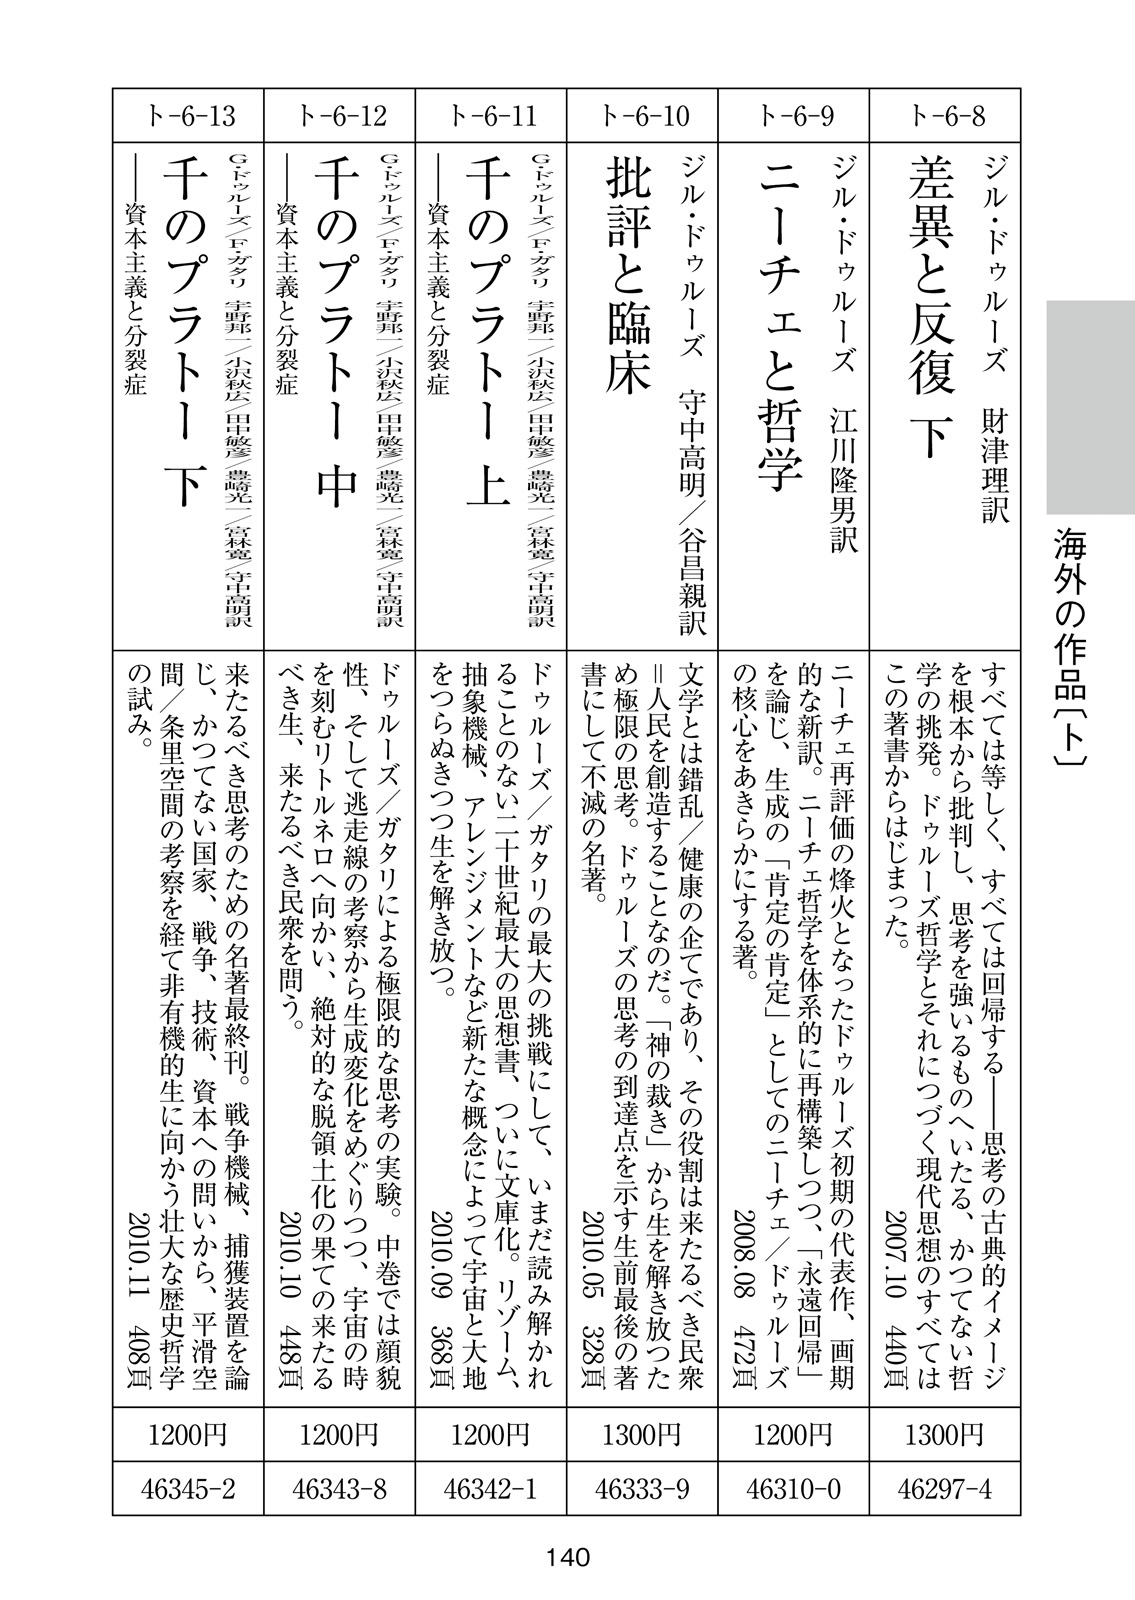 海外の作品〔ト〕
ト-6-8
ジル・ドゥルーズ 財津理訳
差異と反復 下
すべては等しく、すべては回帰する――思考の古典的イメージ
を根本から批判し、思考を強いるものへいたる、かつてない哲
学の挑発。ドゥルーズ哲学とそれにつづく現代思想のすべては
この著書からはじまった。
2007.10 440頁
1300円
46297-4
ト-6-9
ジル・ドゥルーズ 江川隆男訳
ニーチェと哲学
ニーチェ再評価の烽火となったドゥルーズ初期の代表作、画期
的な新訳。ニーチェ哲学を体系的に再構築しつつ、「永遠回帰」
を論じ、生成の「肯定の肯定」としてのニーチェ／ドゥルーズ
の核心をあきらかにする著。
2008.08 472頁
1200円
46310-0
ト-6-10
ジル・ドゥルーズ 守中高明／谷昌親訳
批評と臨床
文学とは錯乱／健康の企てであり、その役割は来たるべき民衆
＝人民を創造することなのだ。「神の裁き」から生を解き放つた
め極限の思考。ドゥルーズの思考の到達点を示す生前最後の著
書にして不滅の名著。
2010.05 328頁
1300円
46333-9
ト-6-11
G・ドゥルーズ／F・ガタリ 宇野邦一／小沢秋広／田中敏彦／豊崎光一／宮林寛／守中高明訳
千のプラトー 上
――資本主義と分裂症
ドゥルーズ／ガタリの最大の挑戦にして、いまだ読み解かれ
ることのない二十世紀最大の思想書、ついに文庫化。リゾーム、
抽象機械、アレンジメントなど新たな概念によって宇宙と大地
をつらぬきつつ生を解き放つ。
2010.09 368頁
1200円
46342-1
ト-6-12
G・ドゥルーズ／F・ガタリ 宇野邦一／小沢秋広／田中敏彦／豊崎光一／宮林寛／守中高明訳
千のプラトー 中
――資本主義と分裂症
ドゥルーズ／ガタリによる極限的な思考の実験。中巻では顔貌
性、そして逃走線の考察から生成変化をめぐりつつ、宇宙の時
を刻むリトルネロへ向かい、絶対的な脱領土化の果ての来たる
べき生、来たるべき民衆を問う。
2010.10 448頁
1200円
46343-8
ト-6-13
G・ドゥルーズ／F・ガタリ 宇野邦一／小沢秋広／田中敏彦／豊崎光一／宮林寛／守中高明訳
千のプラトー 下
――資本主義と分裂症
来たるべき思考のための名著最終刊。戦争機械、捕獲装置を論
じ、かつてない国家、戦争、技術、資本への問いから、平滑空
間／条里空間の考察を経て非有機的生に向かう壮大な歴史哲学
の試み。
2010.11 408頁
1200円
46345-2
140